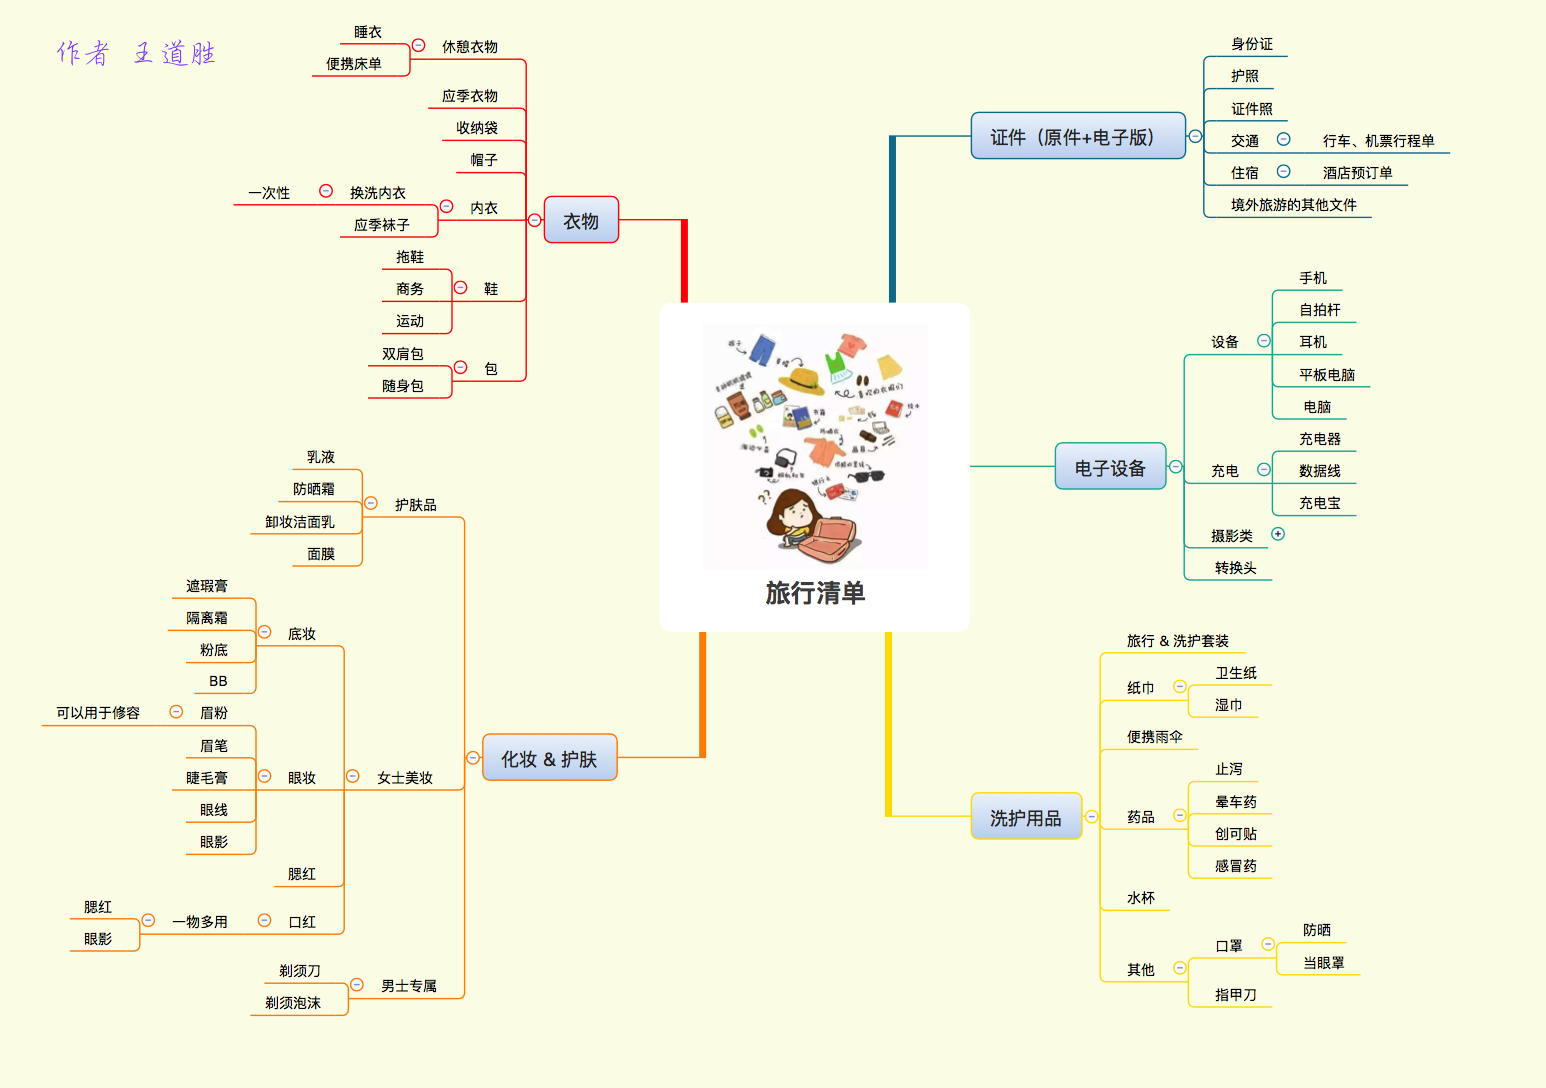 作者 王道胜
旅行清单
证件（原件+电子版）
身份证
护照
证件照
交通
行车、机票行程单
住宿
酒店预订单
境外旅游的其他文件
电子设备
设备
手机
自拍杆
耳机
平板电脑
电脑
充电
充电器
数据线
充电宝
摄影类
转换头
洗护用品
旅行 & 洗护套装
纸巾
卫生纸
湿巾
便携雨伞
药品
止泻
晕车药
创可贴
感冒药
水杯
其他
口罩
防晒
当眼罩
指甲刀
衣物
休憩衣物
睡衣
便携床单
应季衣物
收纳袋
帽子
内衣
换洗内衣
一次性
应季袜子
鞋
拖鞋
商务
运动
包
双肩包
随身包
化妆 & 护肤
护肤品
乳液
防晒霜
卸妆洁面乳
面膜
女士美妆
底妆
遮瑕膏
隔离霜
粉底
BB
眼妆
眉粉
可以用于修容
眉笔
睫毛膏
眼线
眼影
腮红
口红
一物多用
腮红
眼影
男士专属
剃须刀
剃须泡沫